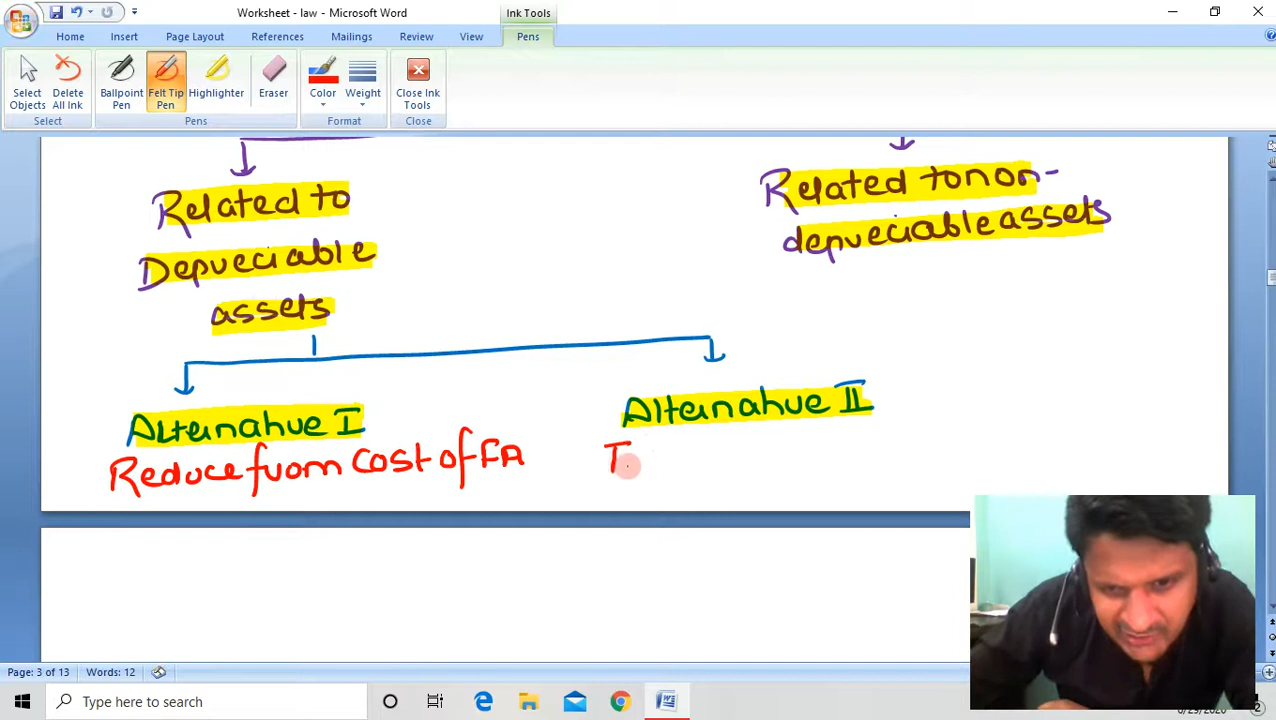 Worksheet - law - Microsoft Word
Ink Tools
Home Insert Page Layout References Mailings Review View Pens
Select Objects
Delete All Ink
Ballpoint Pen
Felt Tip Pen
Highlighter
Eraser
Color
Weight
Close Ink Tools
Select Pens Format Close
Related to
Depreciable
assets
Related to non-
depreciable assets
Alternative I
Alternative II
Reduce from Cost of FA
T
Page: 3 of 13 Words: 12
Type here to search
2